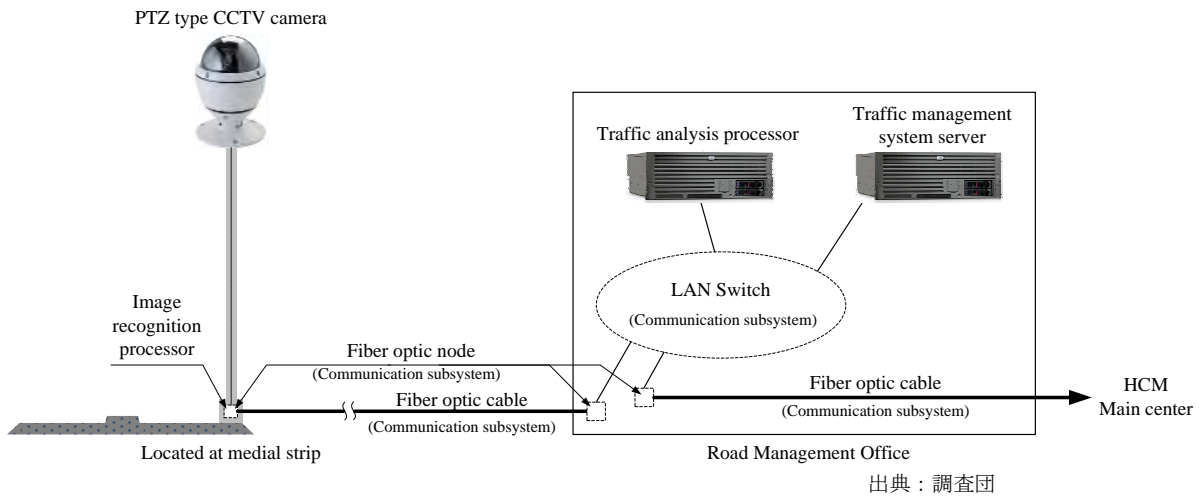 PTZ type CCTV camera
Traffic analysis processor
Traffic management
system server
LAN Switch
(Communication subsystem)
Image
recognition
processor
Fiber optic node
(Communication subsystem)
Fiber optic cable
(Communication subsystem)
Fiber optic cable
(Communication subsystem)
HCM
Main center
Located at medial strip
Road Management Office
出典：調査団